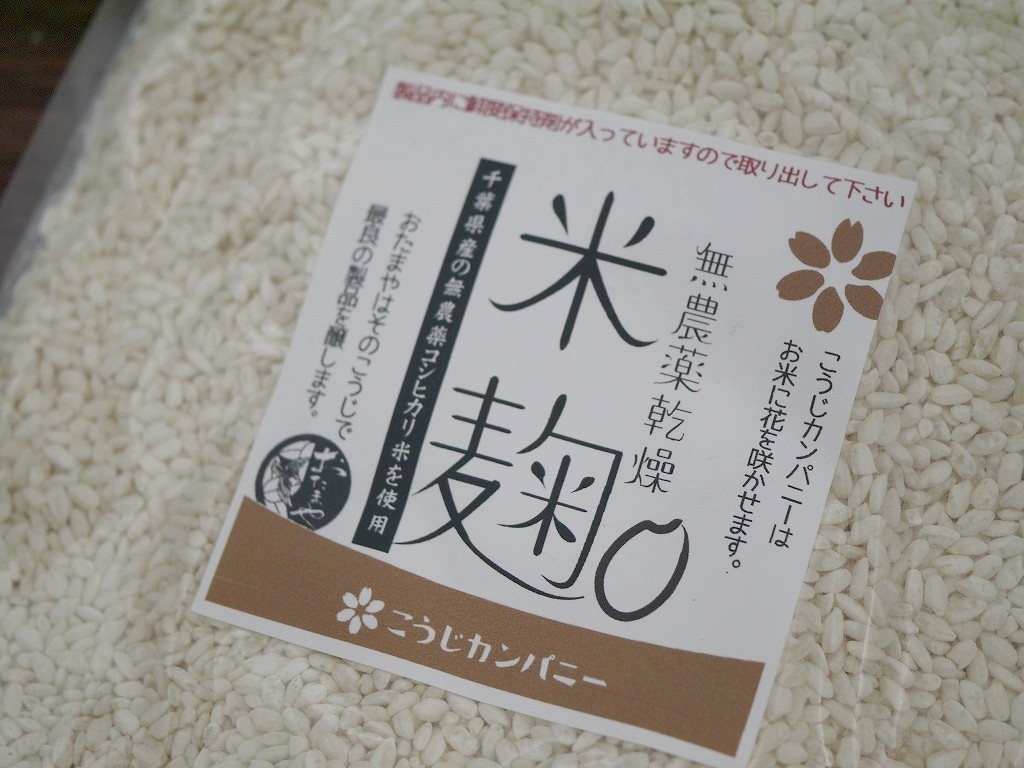 製品内に鮮度保持剤が入っていますので取り出して下さい
こうじカンパニーは
お米に花を咲かせます。
無農薬乾燥
米麹
千葉県産の無農薬コシヒカリ米を使用
おたまやはそのこうじで
最良の製品を醸します。
おたまや
こうじカンパニー